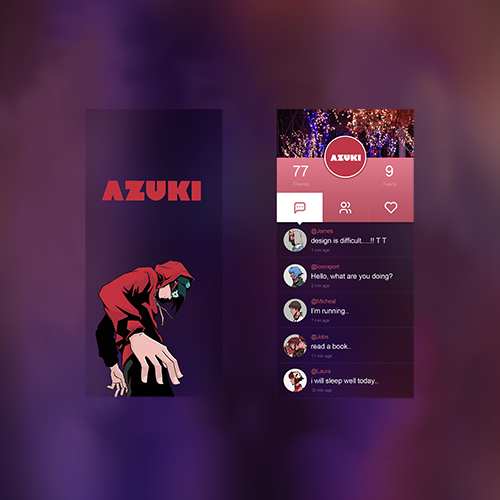 AZUKI
AZUKI
77
Friends
9
@James
design is difficult....!! T T
1 min ago
Hello, what are you doing?
2 min ago
@Micheal
I'm running..
7 min ago
@Jobs
read a book..
11 min ago
@Laura
i will sleep well today..
12 min ago